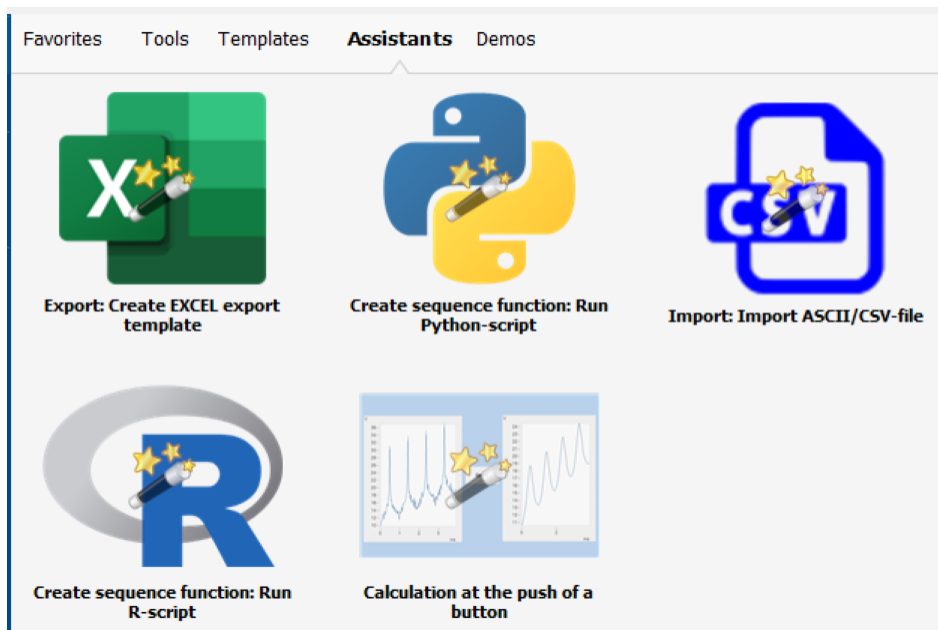 Favorites Tools Templates Assistants Demos
X
CSV
Export: Create EXCEL export
template
Create sequence function: Run
Python-script
Import: Import ASCII/CSV-file
R
Create sequence function: Run
R-script
Calculation at the push of a
button